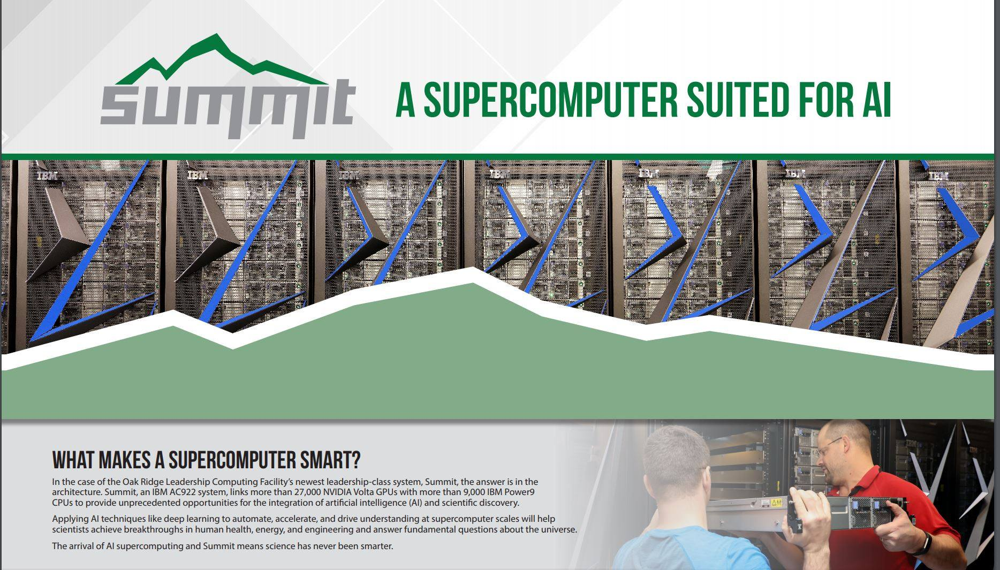 summit
A SUPERCOMPUTER SUITED FOR AI
IBM IBM IBM IBM IBM IBM IBM
WHAT MAKES A SUPERCOMPUTER SMART?
In the case of the Oak Ridge Leadership Computing Facility’s newest leadership-class system, Summit, the answer is in the
architecture. Summit, an IBM AC922 system, links more than 27,000 NVIDIA Volta GPUs with more than 9,000 IBM Power9
CPUs to provide unprecedented opportunities for the integration of artificial intelligence (AI) and scientific discovery.
Applying AI techniques like deep learning to automate, accelerate, and drive understanding at supercomputer scales will help
scientists achieve breakthroughs in human health, energy, and engineering and answer fundamental questions about the universe.
The arrival of AI supercomputing and Summit means science has never been smarter.
IBM